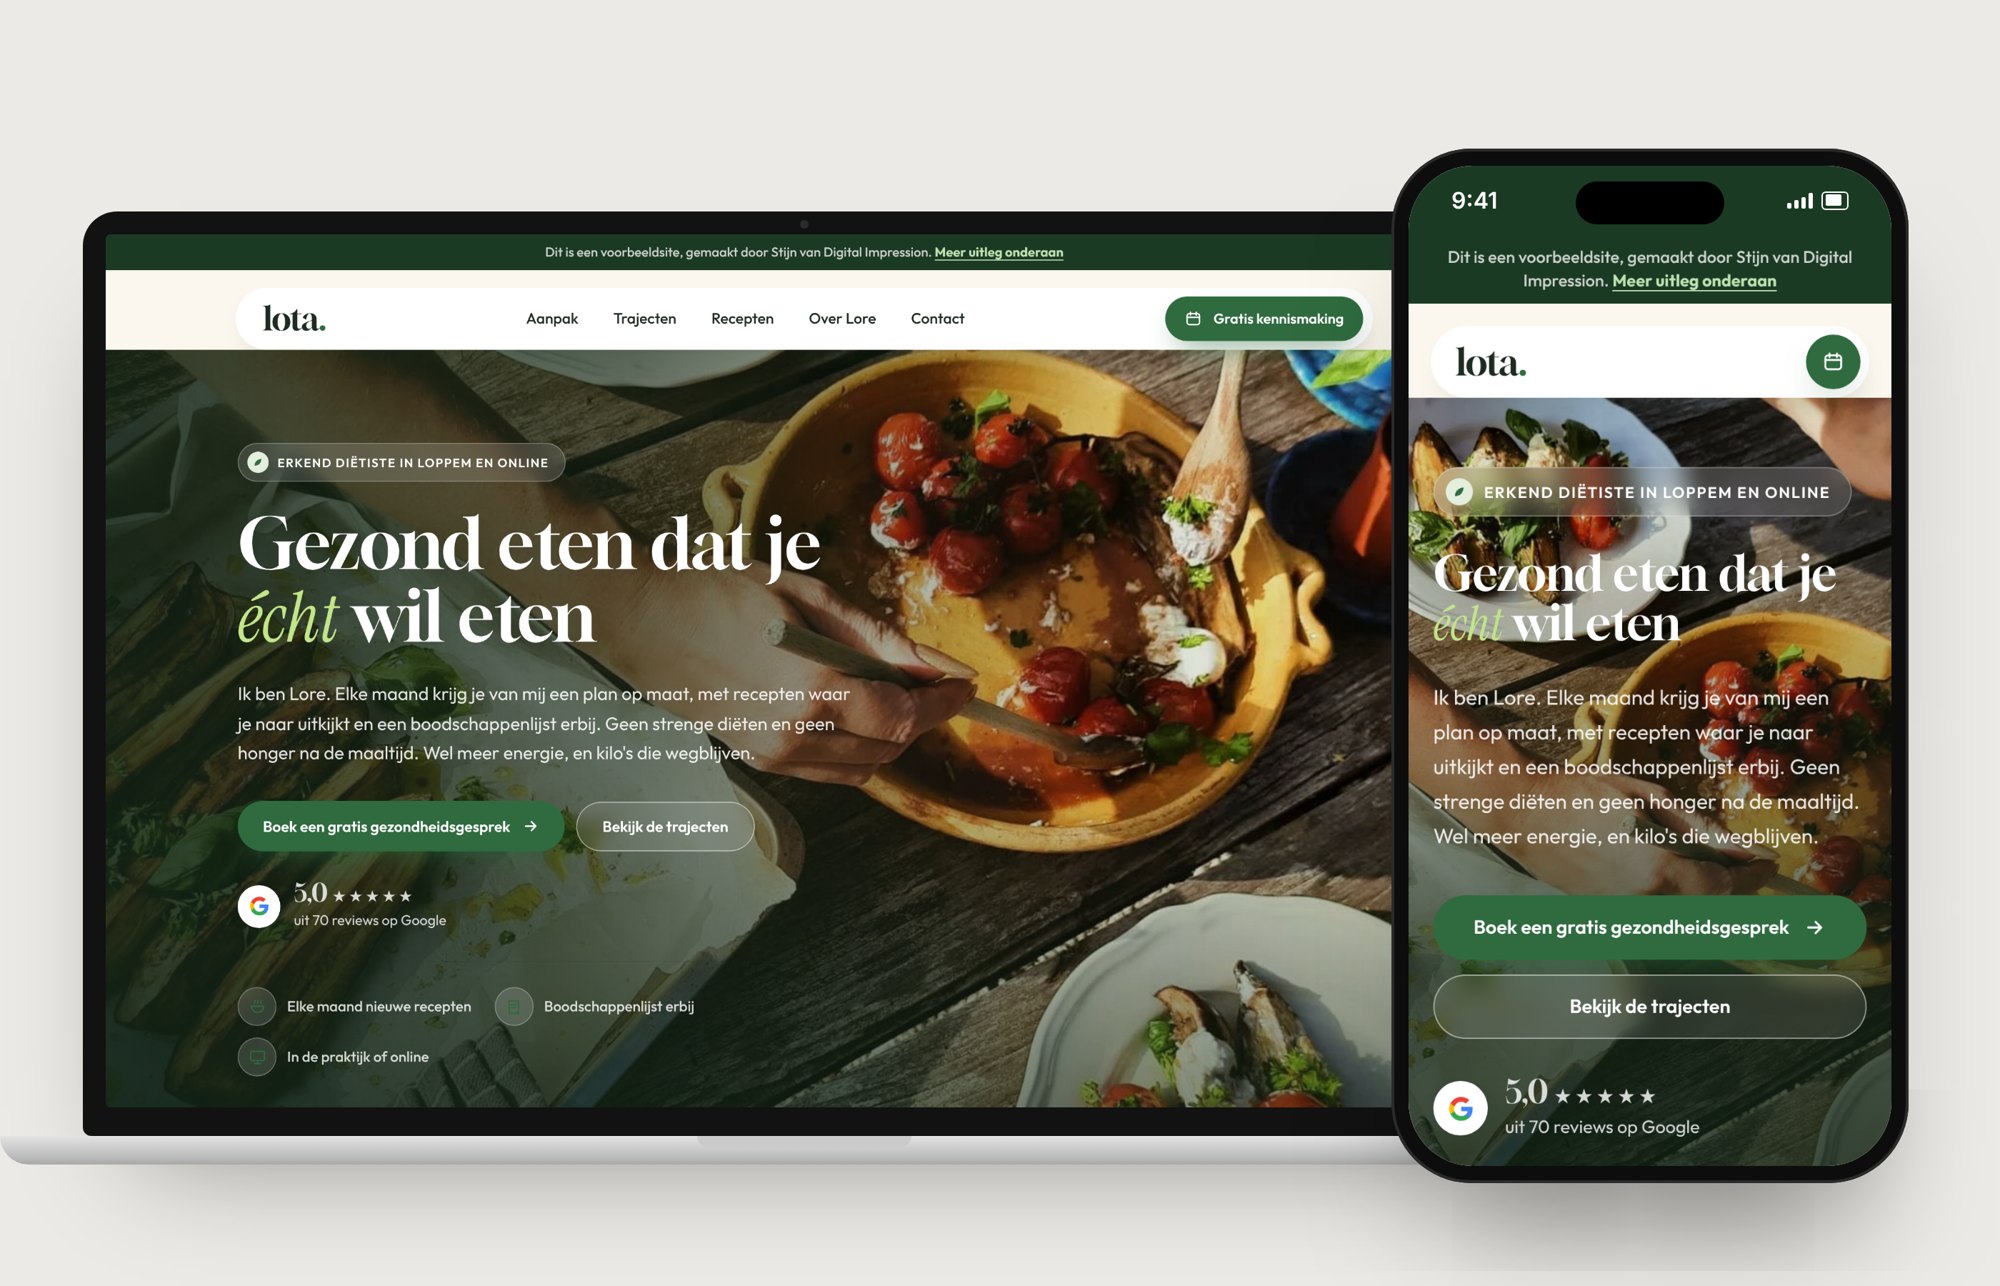 Dit is een voorbeeldsite, gemaakt door Stijn van Digital Impression. Meer uitleg onderaan
lota.
Aanpak
Trajecten
Recepten
Over Lore
Contact
Gratis kennismaking
ERKEND DIËTISTE IN LOPPEM EN ONLINE
Gezond eten dat je
écht wil eten
Ik ben Lore. Elke maand krijg je van mij een plan op maat, met recepten waar
je naar uitkijkt en een boodschappenlijst erbij. Geen strenge diëten en geen
honger na de maaltijd. Wel meer energie, en kilo's die wegblijven.
Boek een gratis gezondheidsgesprek →
Bekijk de trajecten
G 5,0 ★★★★★
uit 70 reviews op Google
Elke maand nieuwe recepten
Boodschappenlijst erbij
In de praktijk of online
9:41
Dit is een voorbeeldsite, gemaakt door Stijn van Digital
Impression. Meer uitleg onderaan
lota.
ERKEND DIËTISTE IN LOPPEM EN ONLINE
Gezond eten dat je
écht wil eten
Ik ben Lore. Elke maand krijg je van mij een
plan op maat, met recepten waar je naar
uitkijkt en een boodschappenlijst erbij. Geen
strenge diëten en geen honger na de maaltijd.
Wel meer energie, en kilo's die wegblijven.
Boek een gratis gezondheidsgesprek →
Bekijk de trajecten
G 5,0 ★★★★★
uit 70 reviews op Google